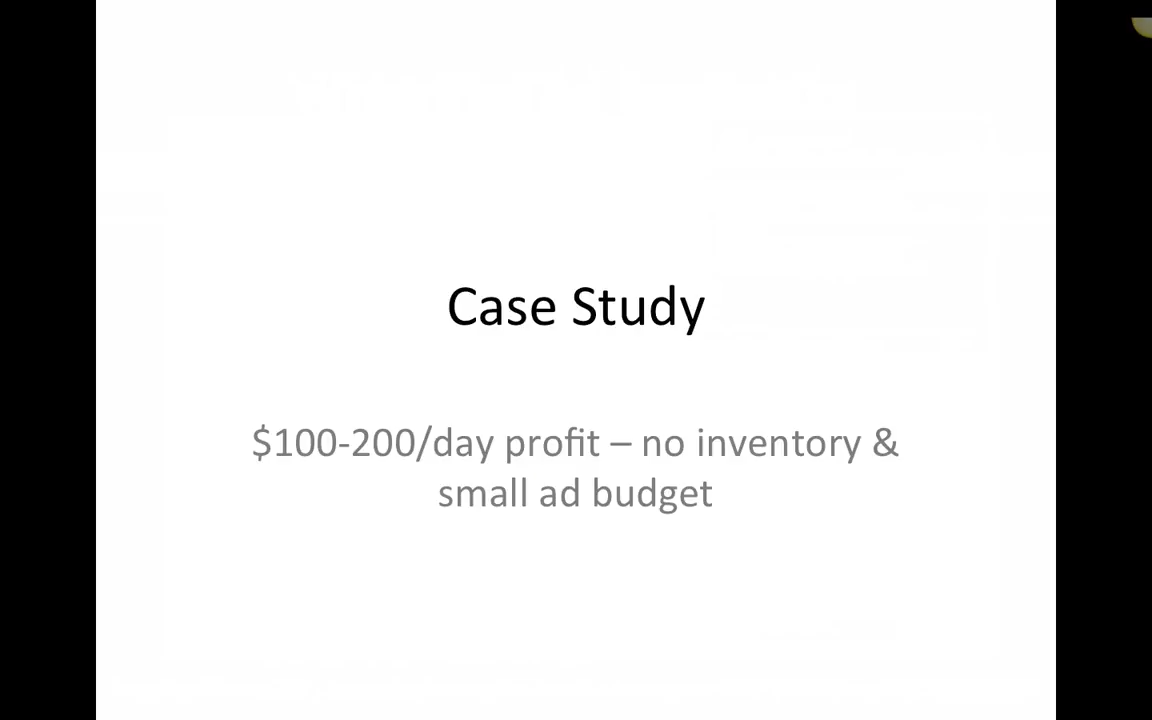 Case Study
$100-200/day profit – no inventory &
small ad budget